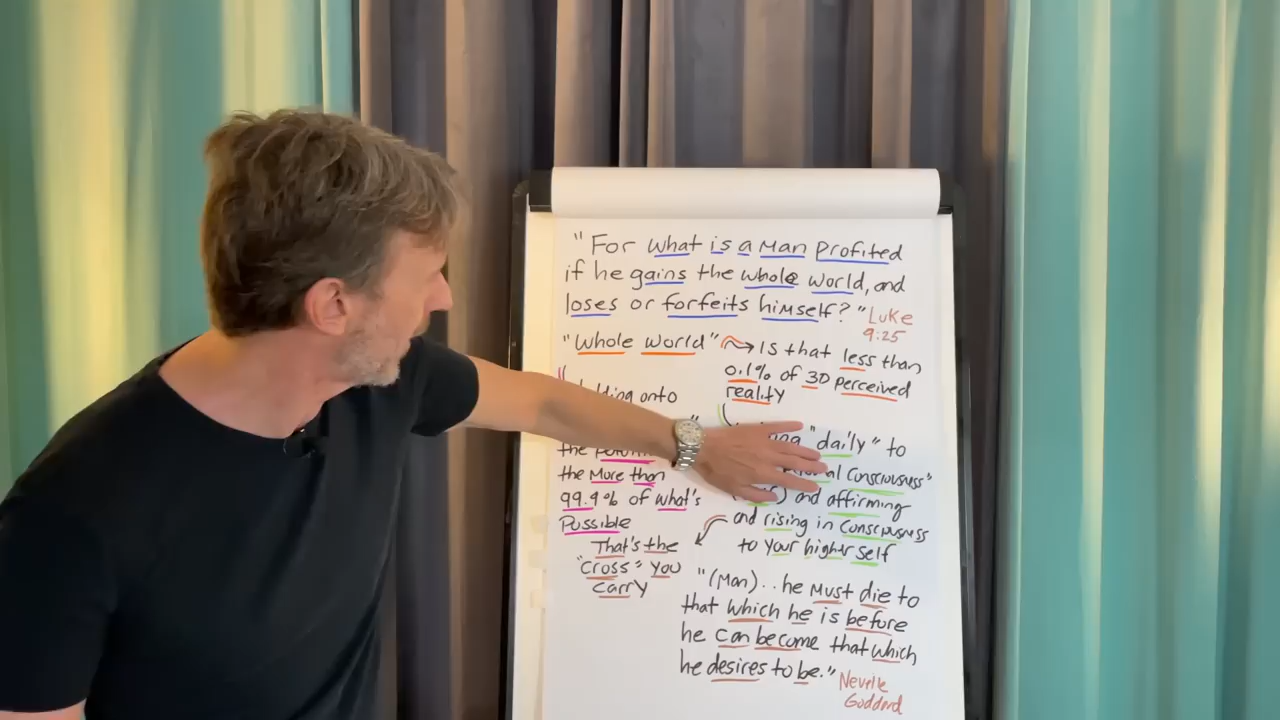 "For what is a Man Profited
if he gains the whole world, and
loses or forfeits himself?"
Luke
9:25
"Whole World"
Is that less than
0.1% of 3D perceived
reality
onto
the
the More than
99.9% of what's
Possible
That's the
"cross" you
carry
"daily" to
Consciousness"
and affirming
and rising in Consciousness
to your higher self
"(Man).. he Must die to
that which he is before
he can become that which
he desires to be."
Neville
Goddard